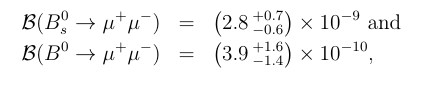 ℬ(B⁰ₛ → μ⁺μ⁻) = (2.8 ⁺⁰·⁷₋₀.₆) × 10⁻⁹ and
ℬ(B⁰ → μ⁺μ⁻) = (3.9 ⁺¹·⁶₋₁.₄) × 10⁻¹⁰,